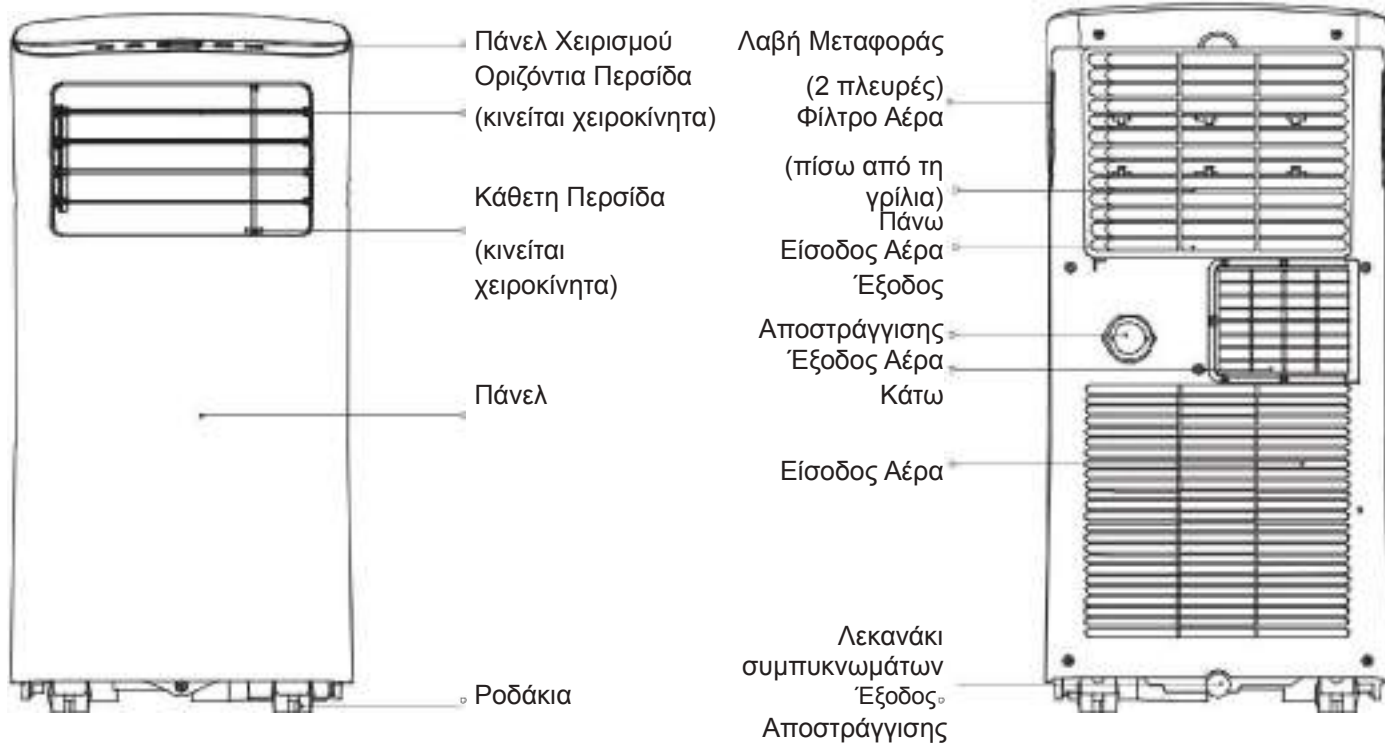 Πάνελ Χειρισμού
Οριζόντια Περσίδα
(κινείται χειροκίνητα)
Κάθετη Περσίδα
(κινείται
χειροκίνητα)
Πάνελ
Ροδάκια
Λαβή Μεταφοράς
(2 πλευρές)
Φίλτρο Αέρα
(πίσω από τη
γρίλια)
Πάνω
Είσοδος Αέρα
Έξοδος
Αποστράγγισης
Έξοδος Αέρα
Κάτω
Είσοδος Αέρα
Λεκανάκι
συμπυκνωμάτων
Έξοδος
Αποστράγγισης